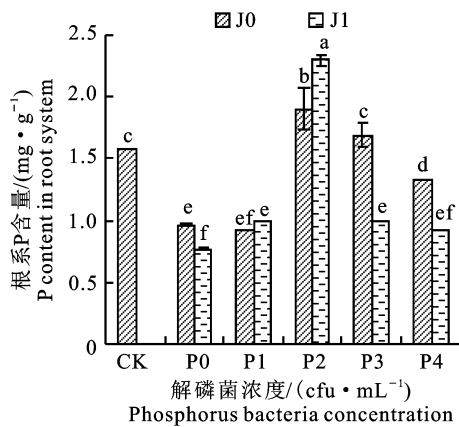 J0 J1
根系P含量/(mg·g⁻¹)
P content in root system
2.5
2.0
1.5
1.0
0.5
0
c
e
f
ef
e
b
a
c
e
d
ef
CK P0 P1 P2 P3 P4
解磷菌浓度/(cfu·mL⁻¹)
Phosphorus bacteria concentration